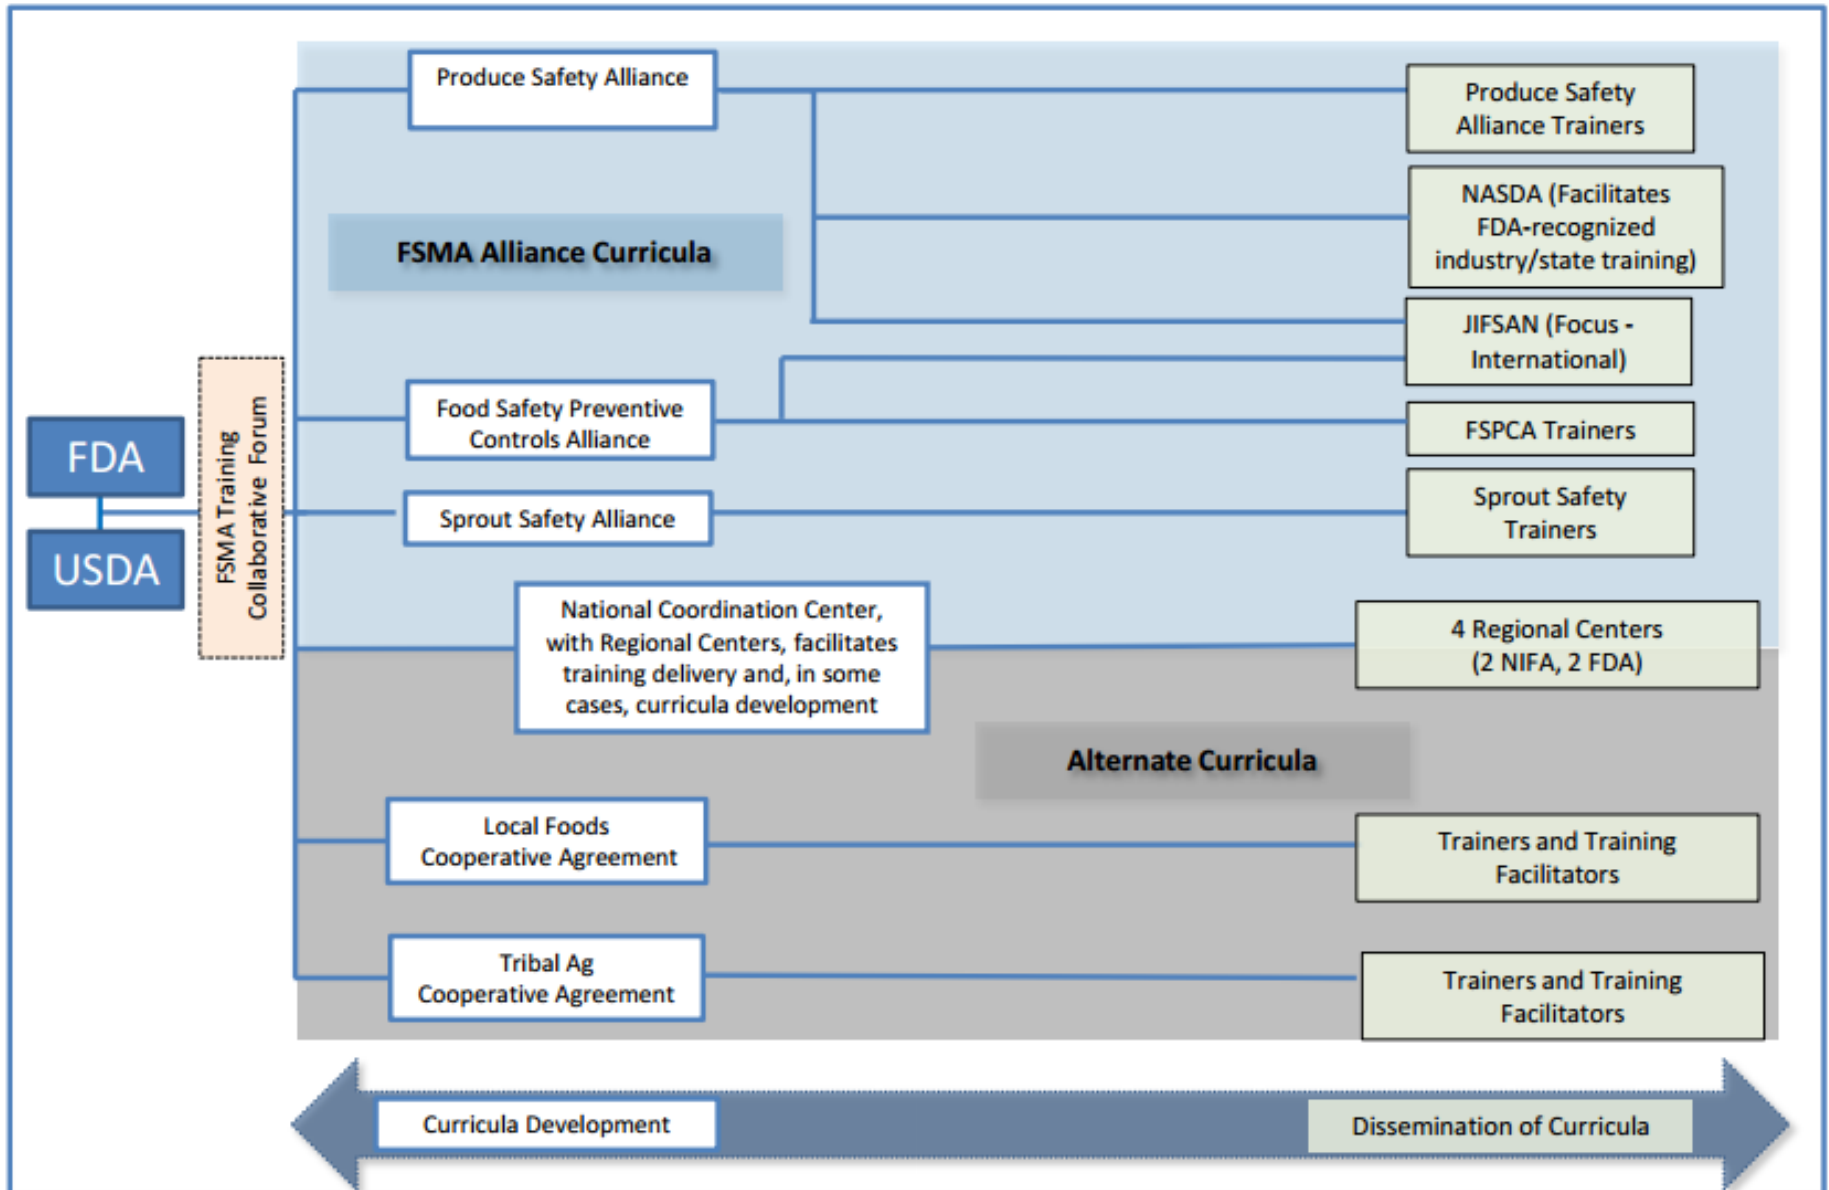 Produce Safety Alliance
Produce Safety
Alliance Trainers
NASDA (Facilitates
FDA-recognized
industry/state training)
FSMA Alliance Curricula
JIFSAN (Focus -
International)
Food Safety Preventive
Controls Alliance
FSPCA Trainers
FDA
USDA
FSMA Training
Collaborative Forum
Sprout Safety Alliance
Sprout Safety
Trainers
National Coordination Center,
with Regional Centers, facilitates
training delivery and, in some
cases, curricula development
4 Regional Centers
(2 NIFA, 2 FDA)
Alternate Curricula
Local Foods
Cooperative Agreement
Trainers and Training
Facilitators
Tribal Ag
Cooperative Agreement
Trainers and Training
Facilitators
Curricula Development
Dissemination of Curricula